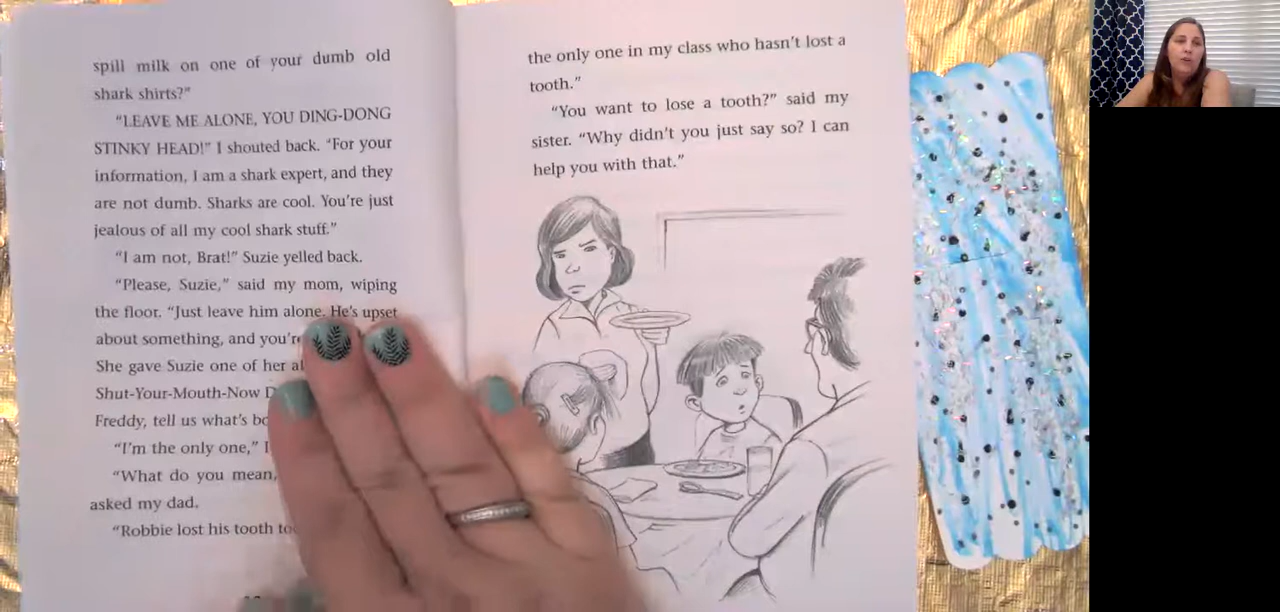 spill milk on one of your dumb old
shark shirts?”
“LEAVE ME ALONE, YOU DING-DONG
STINKY HEAD!” I shouted back. “For your
information, I am a shark expert, and they
are not dumb. Sharks are cool. You’re just
jealous of all my cool shark stuff.”
“I am not, Brat!” Suzie yelled back.
“Please, Suzie,” said my mom, wiping
the floor. “Just leave him alone. He’s upset
about something, and
She gave Suzie one of her
Shut-Your-Mouth-Now
Freddy, tell us what’s
“I’m the only one,”
“What do you mean,
asked my dad.
“Robbie lost his tooth
the only one in my class who hasn’t lost a
tooth.”
“You want to lose a tooth?” said my
sister. “Why didn’t you just say so? I can
help you with that.”